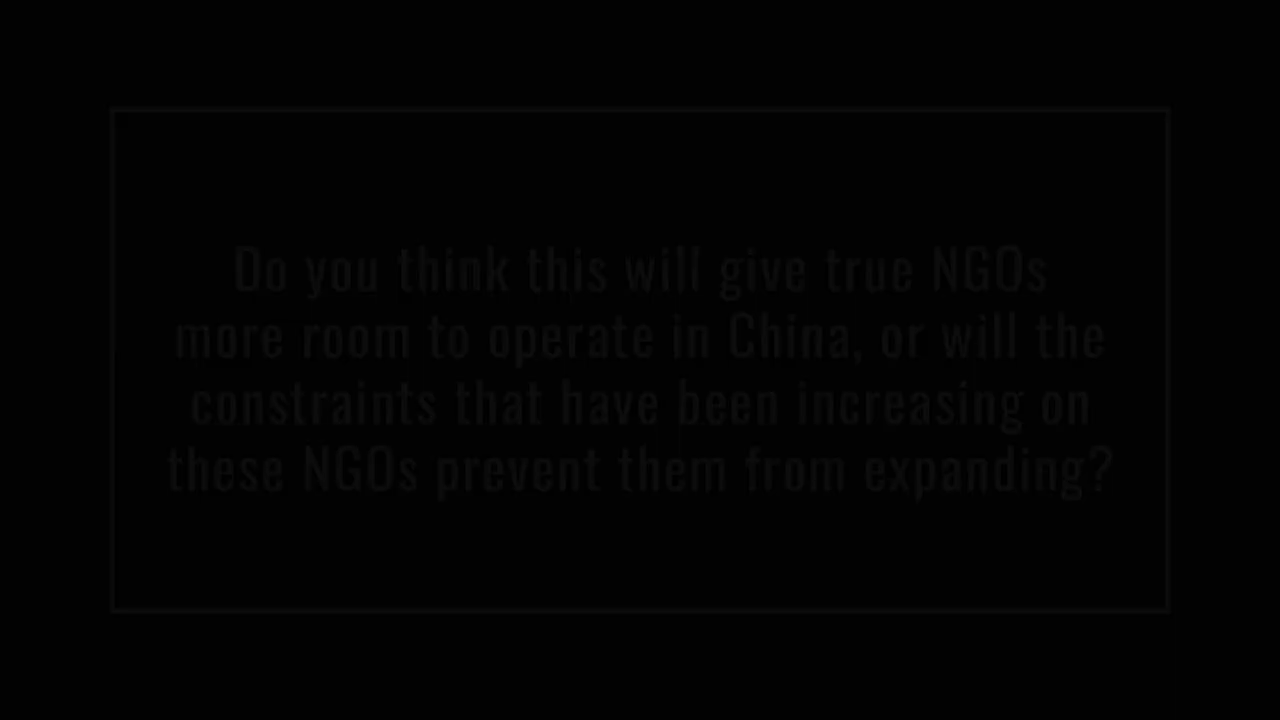 Do you think this will give true NGOs
more room to operate in China, or will the
constraints that have been increasing on
these NGOs prevent them from expanding?